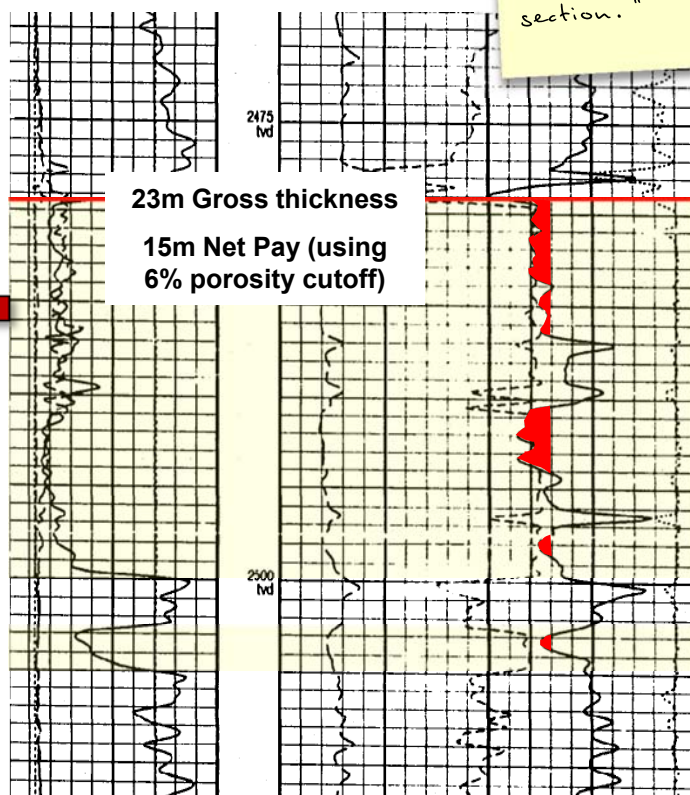 section."
2475
tvd
23m Gross thickness
15m Net Pay (using
6% porosity cutoff)
2500
tvd